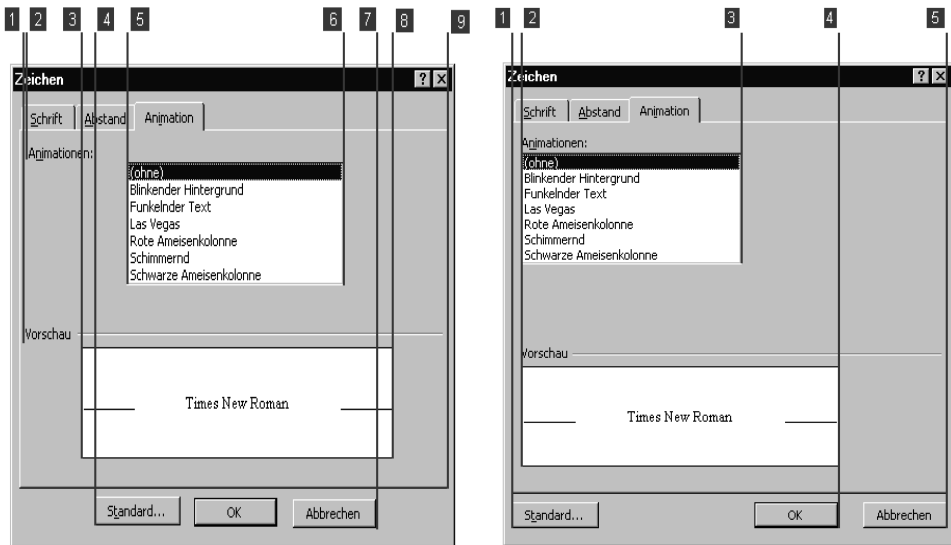 1 2 3 4 5 6 7 8 9
Zeichen
Schrift Abstand Animation
Animationen:
(ohne)
Blinkender Hintergrund
Funkelnder Text
Las Vegas
Rote Ameisenkolonne
Schimmernd
Schwarze Ameisenkolonne
Vorschau
Times New Roman
Standard... OK Abbrechen
1 2 3 4 5
Zeichen
Schrift Abstand Animation
Animationen:
(ohne)
Blinkender Hintergrund
Funkelnder Text
Las Vegas
Rote Ameisenkolonne
Schimmernd
Schwarze Ameisenkolonne
Vorschau
Times New Roman
Standard... OK Abbrechen